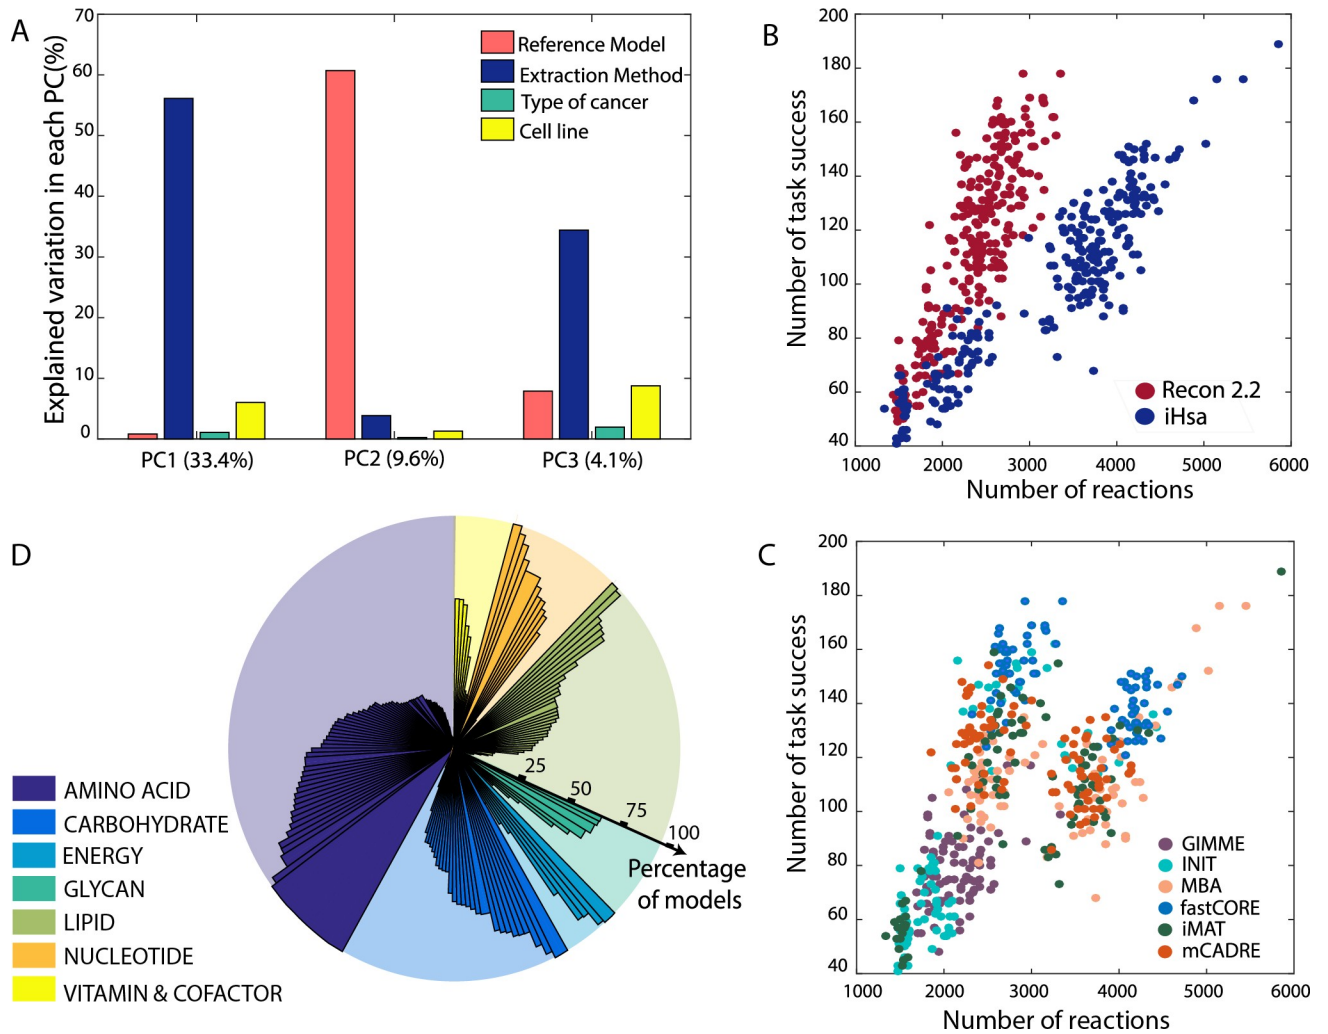 A
Explained variation in each PC(%)
70
60
50
40
30
20
10
0
Reference Model
Extraction Method
Type of cancer
Cell line
PC1 (33.4%)
PC2 (9.6%)
PC3 (4.1%)
B
Number of task success
200
180
160
140
120
100
80
60
40
Recon 2.2
iHsa
1000
2000
3000
4000
5000
6000
Number of reactions
D
25
50
75
100
Percentage
of models
AMINO ACID
CARBOHYDRATE
ENERGY
GLYCAN
LIPID
NUCLEOTIDE
VITAMIN & COFACTOR
C
Number of task success
200
180
160
140
120
100
80
60
40
GIMME
INIT
MBA
fastCORE
iMAT
mCADRE
1000
2000
3000
4000
5000
6000
Number of reactions